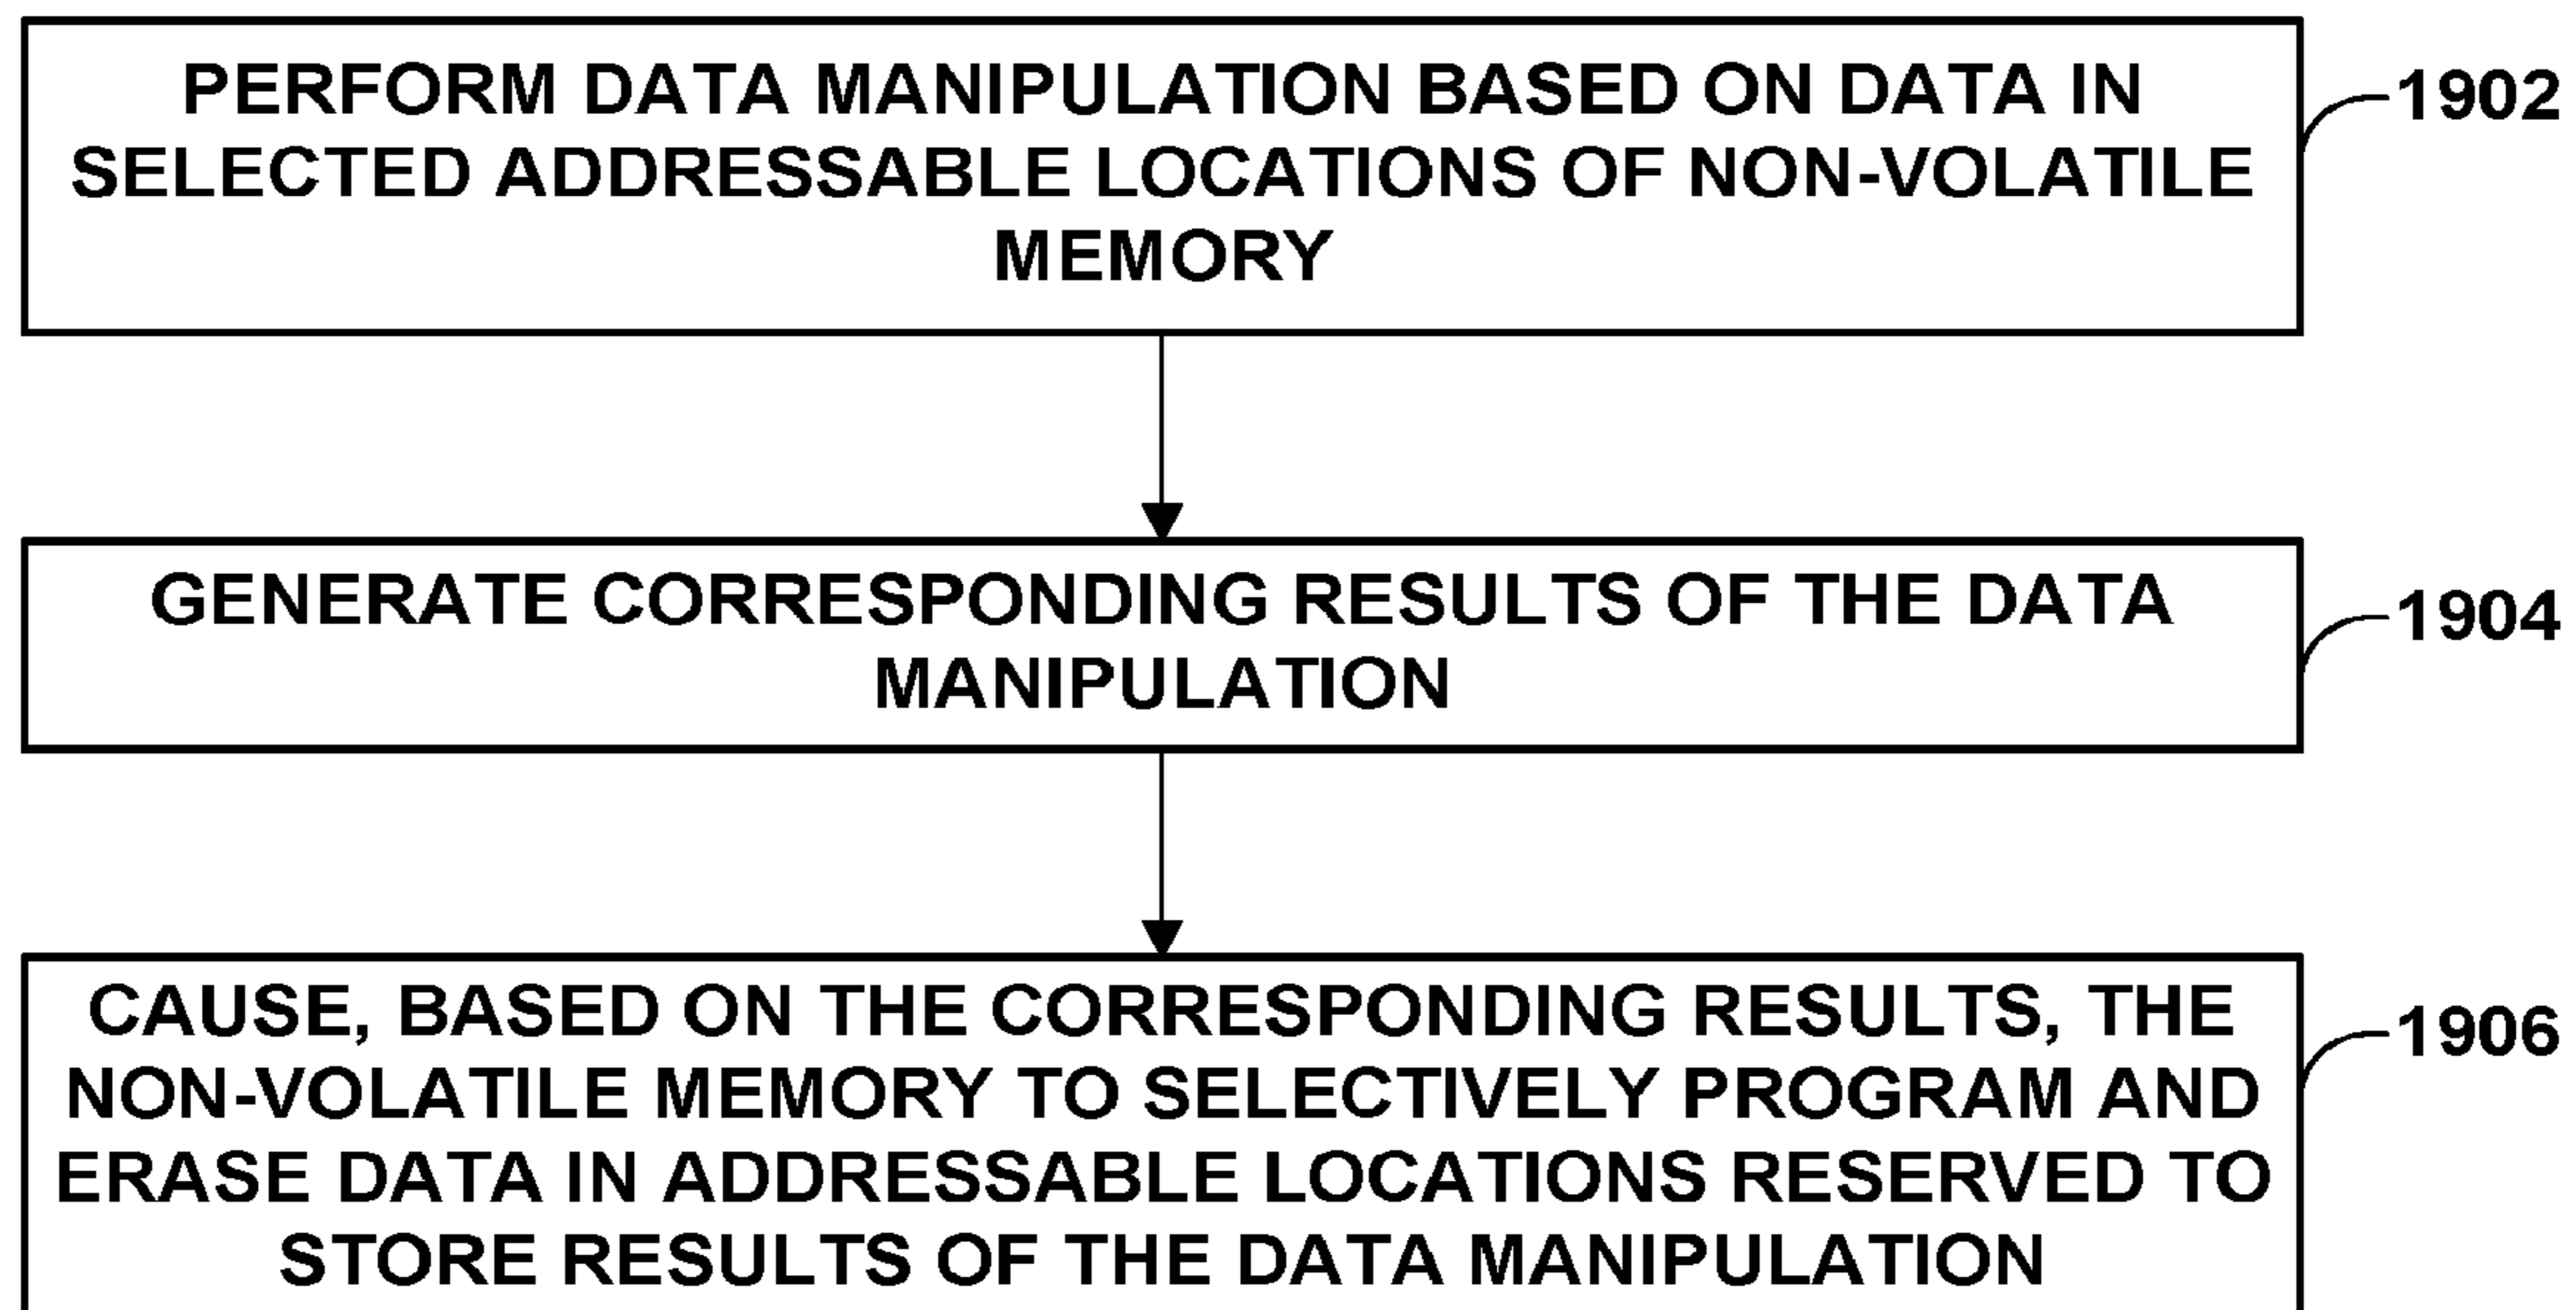 PERFORM DATA MANIPULATION BASED ON DATA IN
SELECTED ADDRESSABLE LOCATIONS OF NON-VOLATILE
MEMORY
1902
GENERATE CORRESPONDING RESULTS OF THE DATA
MANIPULATION
1904
CAUSE, BASED ON THE CORRESPONDING RESULTS, THE
NON-VOLATILE MEMORY TO SELECTIVELY PROGRAM AND
ERASE DATA IN ADDRESSABLE LOCATIONS RESERVED TO
STORE RESULTS OF THE DATA MANIPULATION
1906